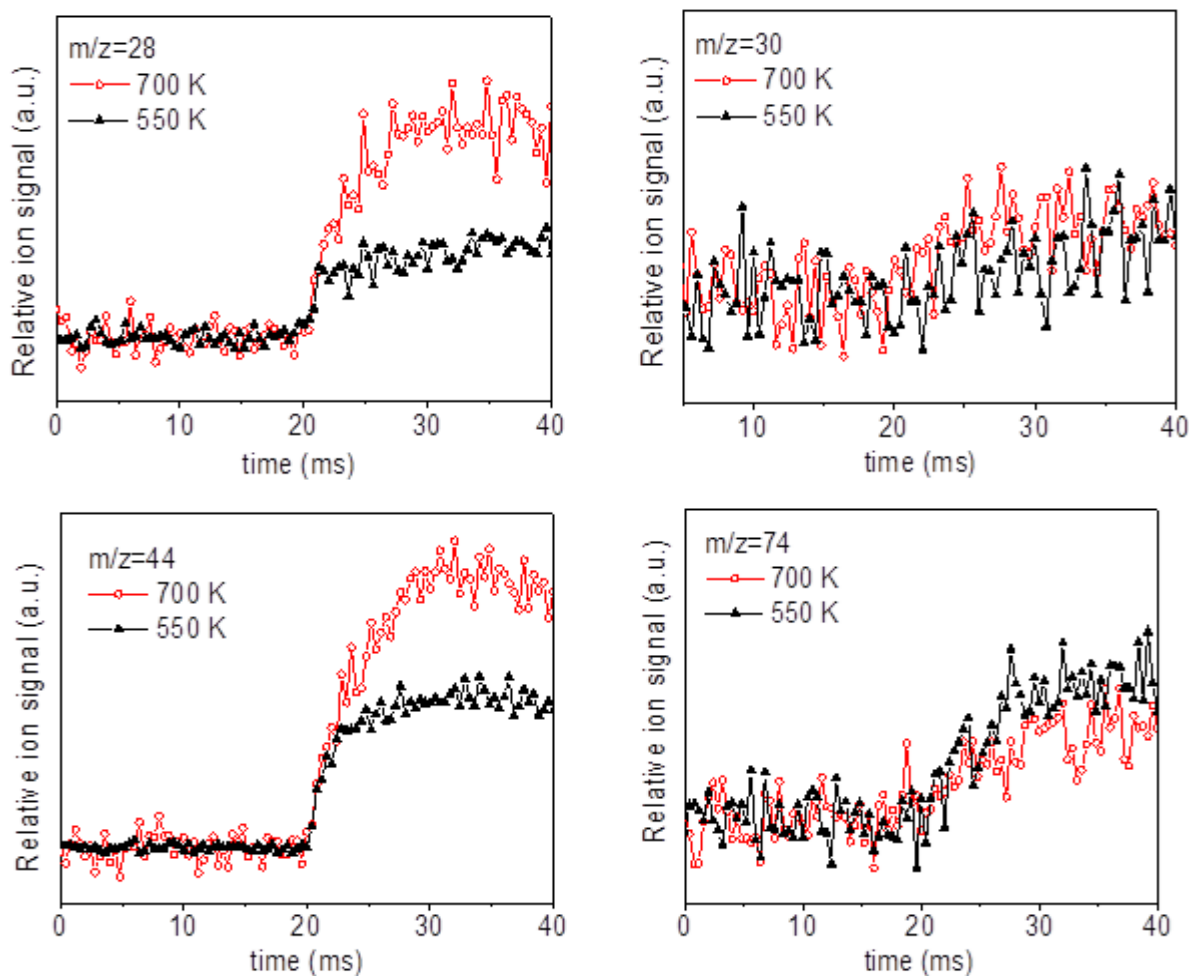 m/z=28
700 K
550 K
Relative ion signal (a.u.)
0 10 20 30 40
time (ms)
m/z=30
700 K
550 K
Relative ion signal (a.u.)
10 20 30 40
time (ms)
m/z=44
700 K
550 K
Relative ion signal (a.u.)
0 10 20 30 40
time (ms)
m/z=74
700 K
550 K
Relative ion signal (a.u.)
0 10 20 30 40
time (ms)